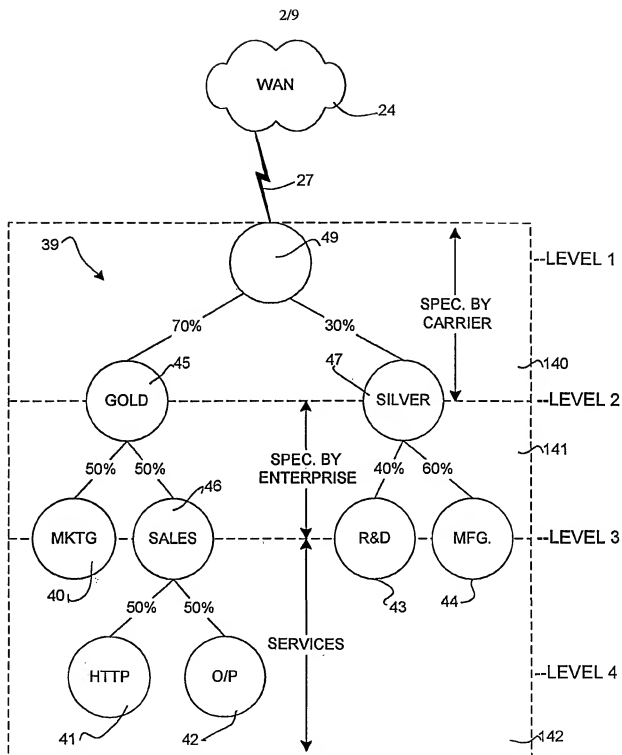 2/9
WAN
24
27
39
49
--LEVEL 1
SPEC. BY
CARRIER
70%
30%
45
47
140
GOLD
SILVER
--LEVEL 2
141
50%
50%
SPEC. BY
ENTERPRISE
40%
60%
46
MKTG
SALES
R&D
MFG.
--LEVEL 3
40
43
44
50%
50%
SERVICES
HTTP
O/P
--LEVEL 4
41
42
142